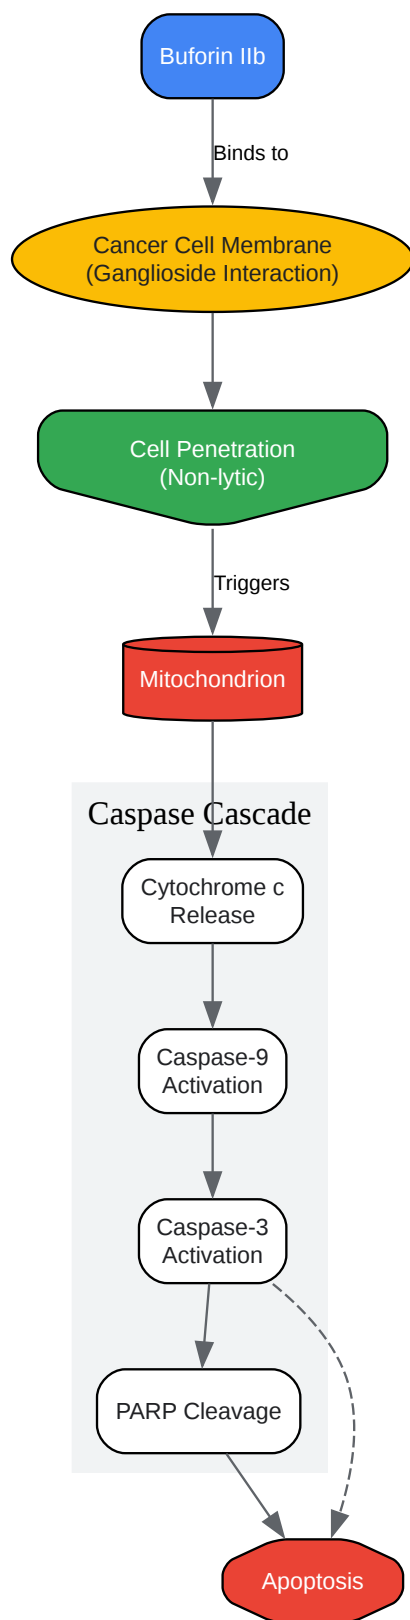 Buforin IIb
Binds to
Cancer Cell Membrane
(Ganglioside Interaction)
Cell Penetration
(Non-lytic)
Triggers
Mitochondrion
Caspase Cascade
Cytochrome c
Release
Caspase-9
Activation
Caspase-3
Activation
PARP Cleavage
Apoptosis